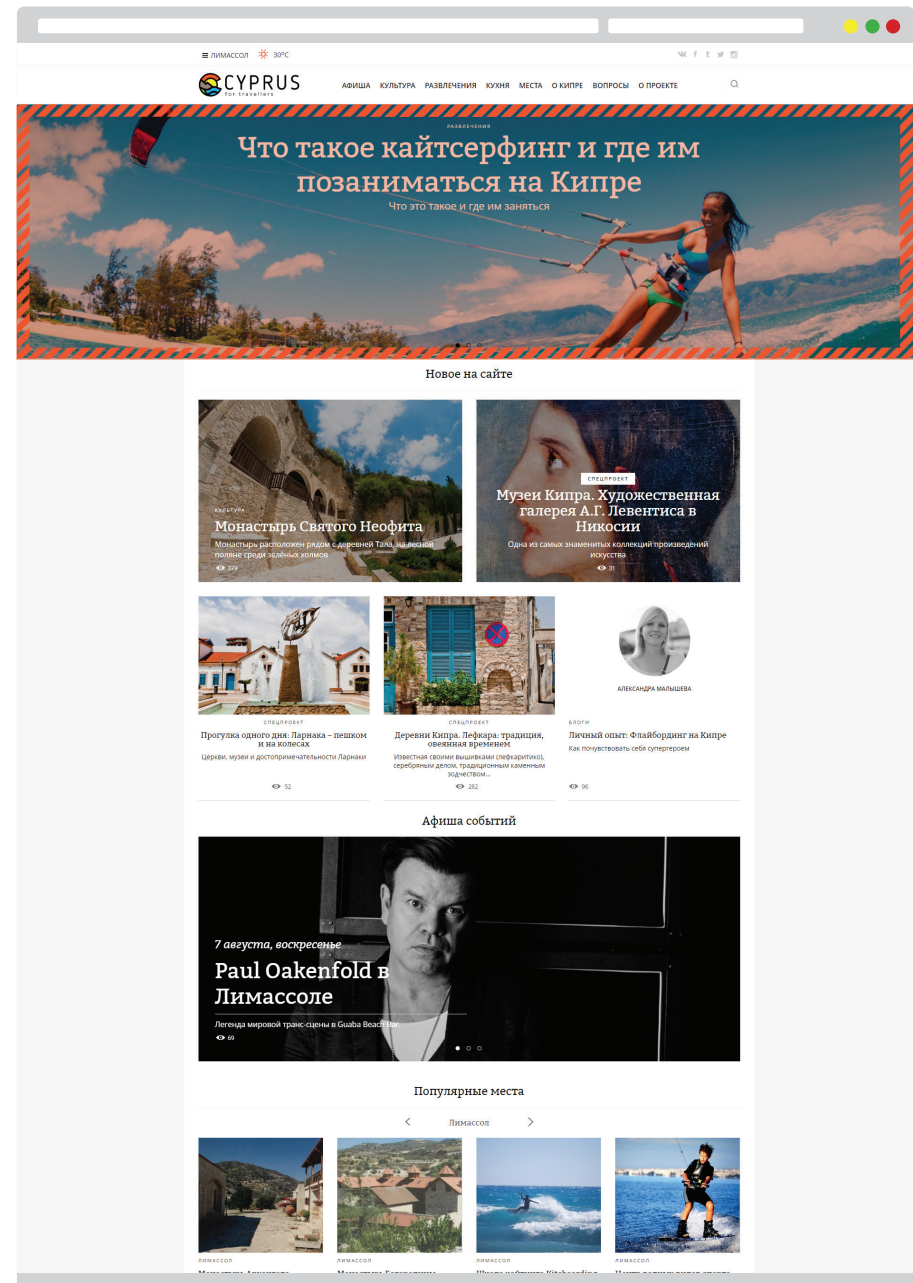 ЛИМАССОЛ 30°C
CYPRUS
for travellers
АФИША КУЛЬТУРА РАЗВЛЕЧЕНИЯ КУХНЯ МЕСТА О КИПРЕ ВОПРОСЫ О ПРОЕКТЕ
РАЗВЛЕЧЕНИЯ
Что такое кайтсерфинг и где им
позаниматься на Кипре
Что это такое и где им заняться
Новое на сайте
КУЛЬТУРА
Монастырь Святого Неофита
Монастырь расположен рядом с деревней Тала, на лесной
поляне среди зелёных холмов
379
СПЕЦПРОЕКТ
Музеи Кипра. Художественная
галерея А.Г. Левентиса в
Никосии
Одна из самых знаменитых коллекций произведений
искусства
31
СПЕЦПРОЕКТ
Прогулка одного дня: Ларнака – пешком
и на колесах
Церкви, музеи и достопримечательности Ларнаки
52
СПЕЦПРОЕКТ
Деревни Кипра. Лефкара: традиция,
овеянная временем
Известная своими вышивками (лефкаритико),
серебряным делом, традиционным каменным
зодчеством...
282
АЛЕКСАНДРА МАЛЫШЕВА
БЛОГИ
Личный опыт: Флайбординг на Кипре
Как почувствовать себя супергероем
96
Афиша событий
7 августа, воскресенье
Paul Oakenfold в
Лимассоле
Легенда мировой транс-сцены в Guaba Beach Bar.
69
Популярные места
Лимассол
ЛИМАССОЛ
ЛИМАССОЛ
ЛИМАССОЛ
ЛИМАССОЛ